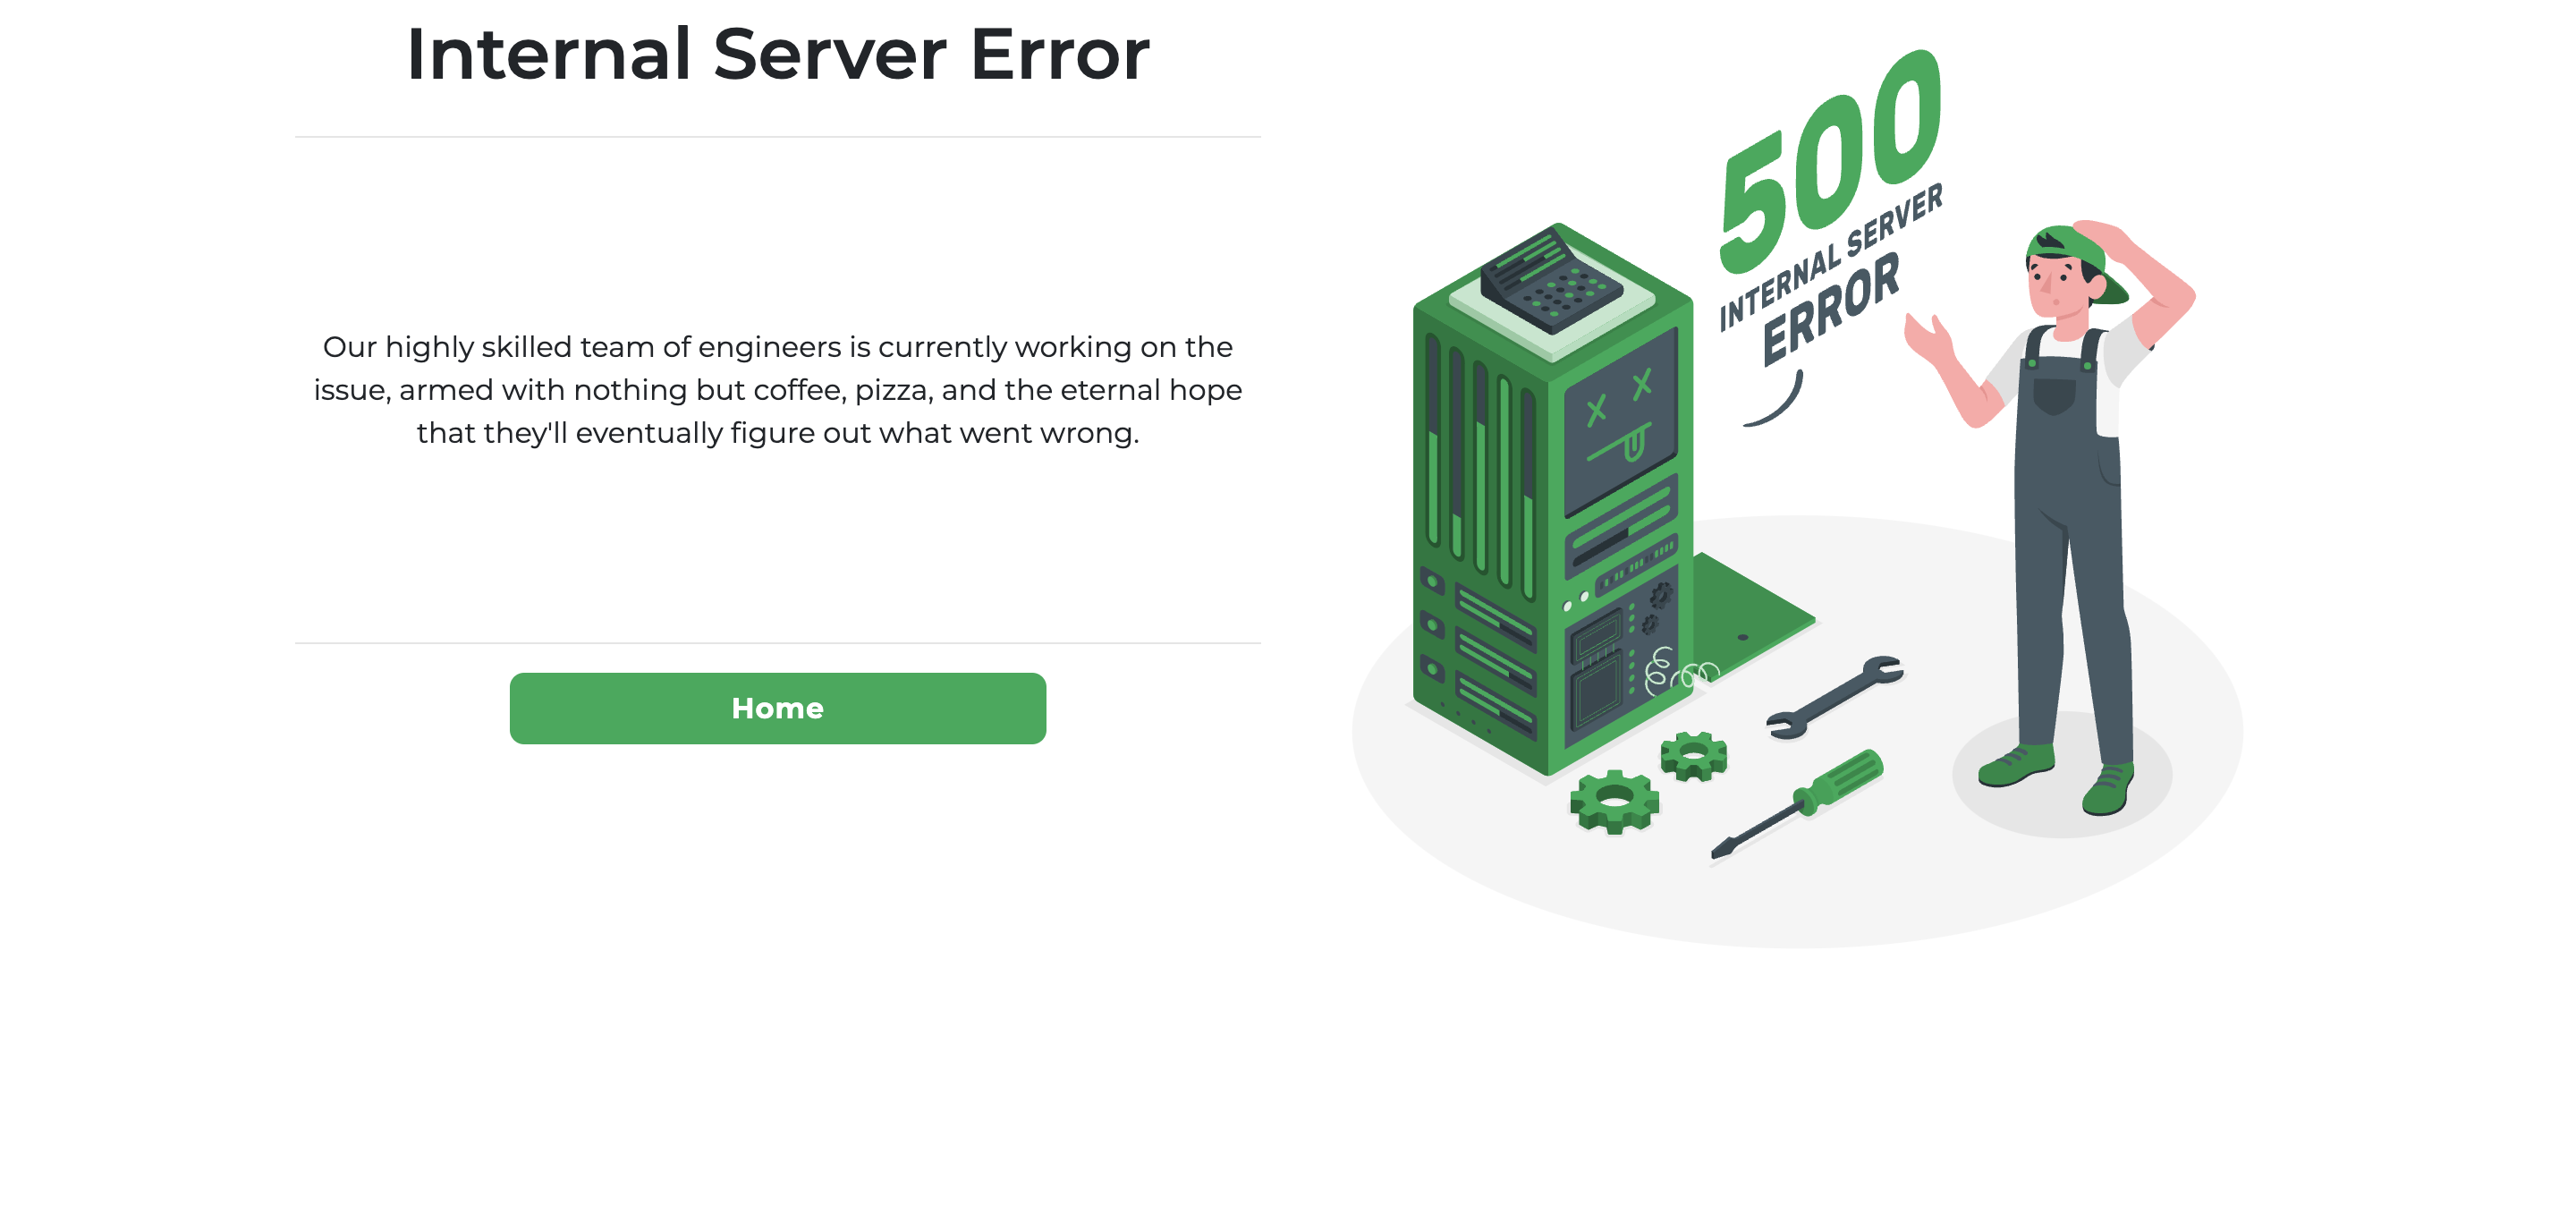 Internal Server Error
Our highly skilled team of engineers is currently working on the
issue, armed with nothing but coffee, pizza, and the eternal hope
that they'll eventually figure out what went wrong.
Home
500
INTERNAL SERVER
ERROR